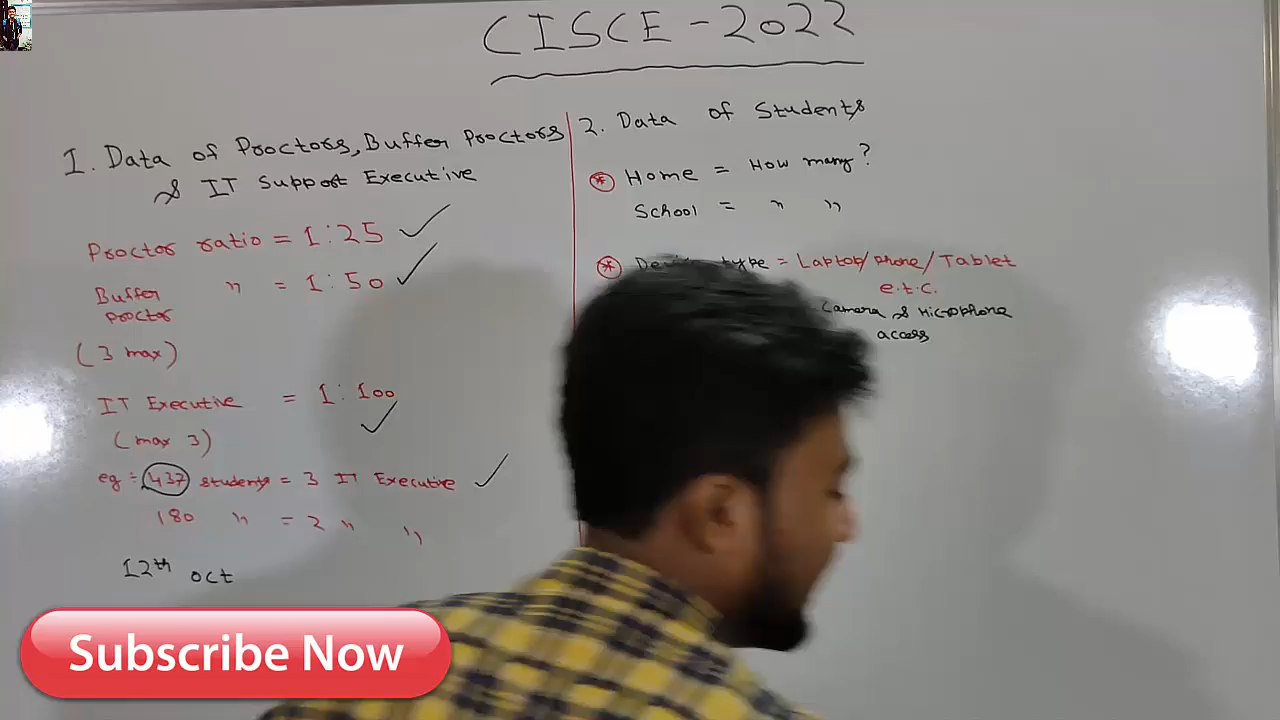 CISCE - 2022
1. Data of Proctors, Buffer Proctors
& IT Support Executive
Proctor ratio = 1:25
Buffer " = 1:50
Proctor
(3 max)
IT Executive = 1:100
(max 3)
eg :- 437 students = 3 IT Executive
180 " = 2 " "
12th oct
2. Data of Students
* Home = How many?
School = " "
* type = Laptop/phone/Tablet
e.t.c.
Camera & Microphone
access
Subscribe Now